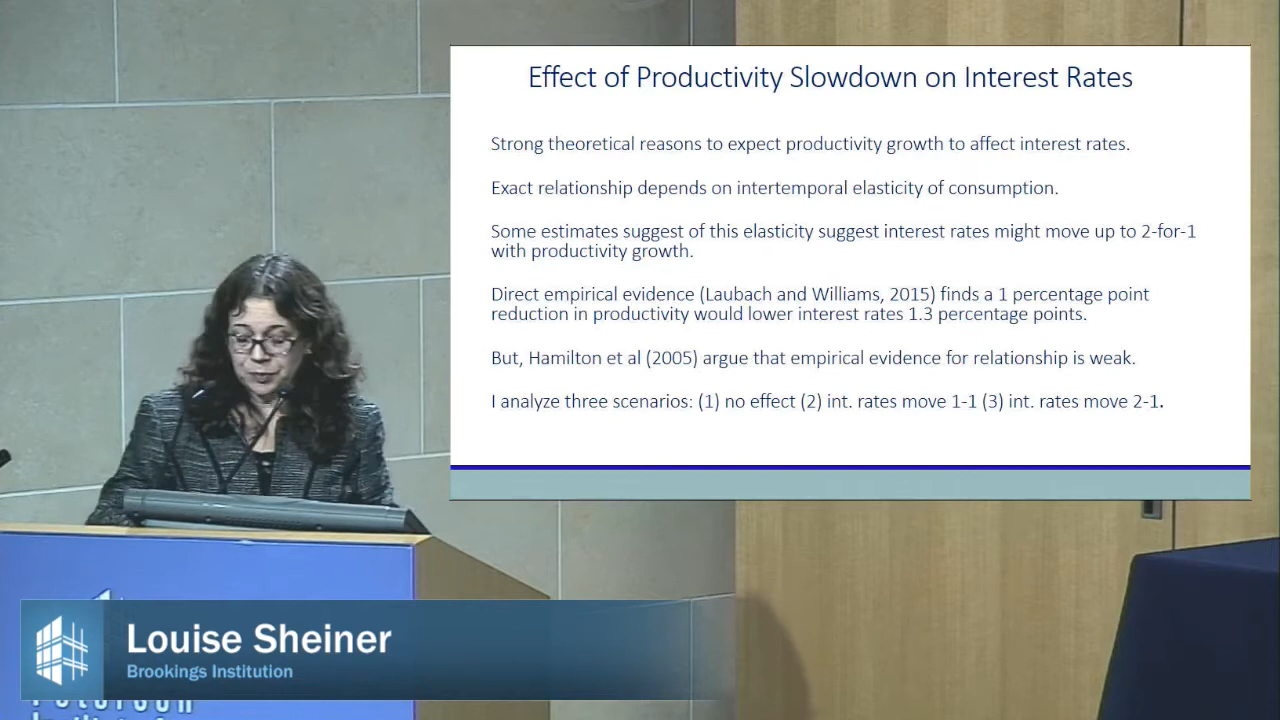 Effect of Productivity Slowdown on Interest Rates
Strong theoretical reasons to expect productivity growth to affect interest rates.
Exact relationship depends on intertemporal elasticity of consumption.
Some estimates suggest of this elasticity suggest interest rates might move up to 2-for-1
with productivity growth.
Direct empirical evidence (Laubach and Williams, 2015) finds a 1 percentage point
reduction in productivity would lower interest rates 1.3 percentage points.
But, Hamilton et al (2005) argue that empirical evidence for relationship is weak.
I analyze three scenarios: (1) no effect (2) int. rates move 1-1 (3) int. rates move 2-1.
Louise Sheiner
Brookings Institution